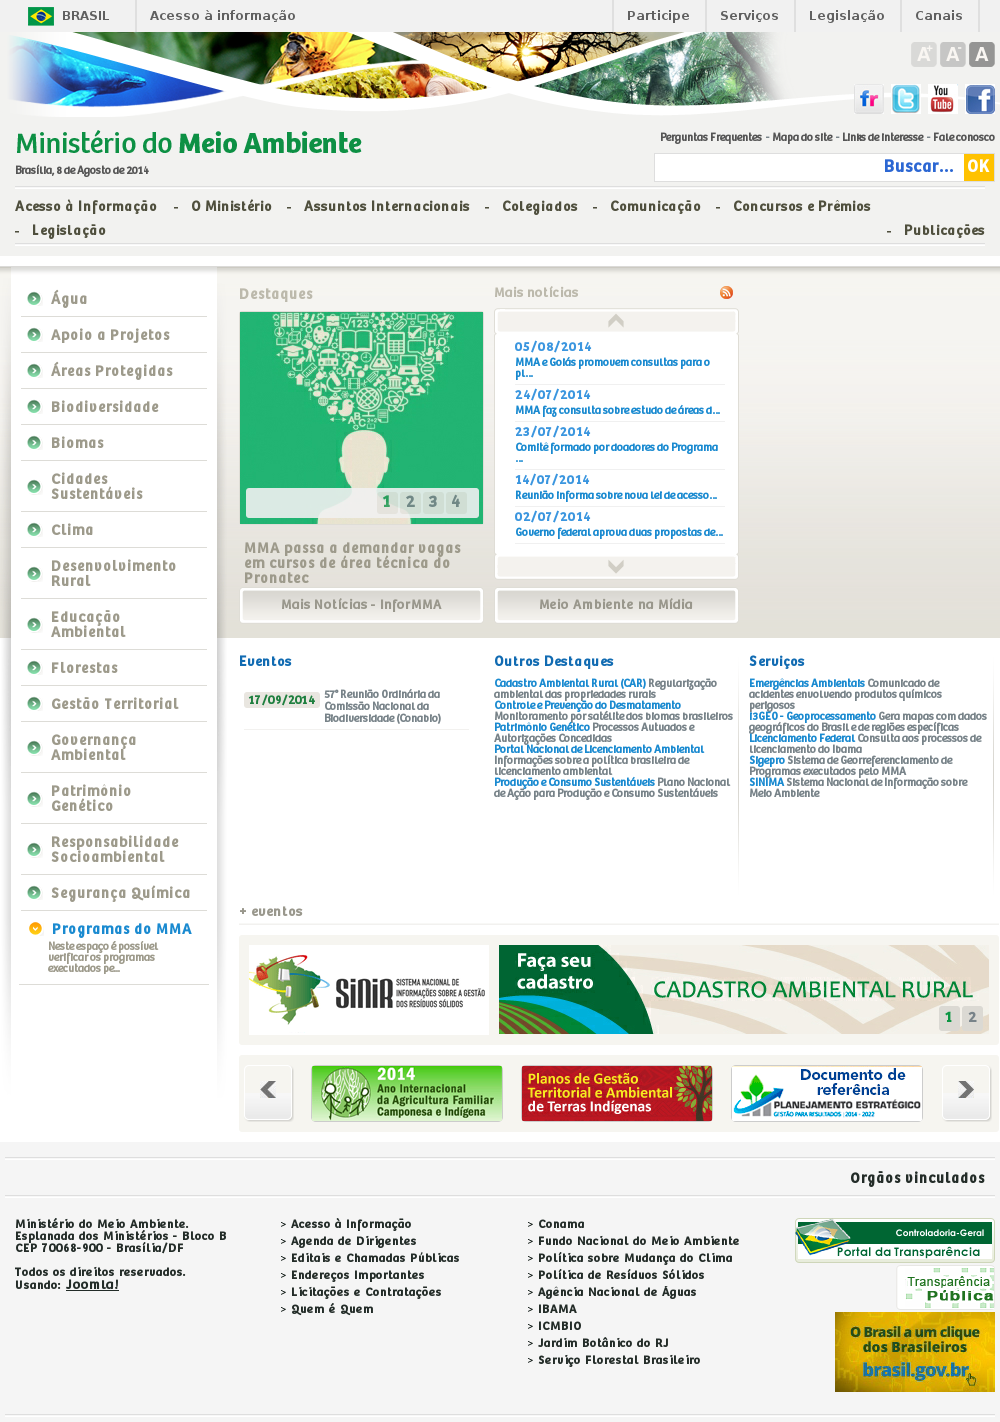 BRASIL
Acesso à informação
Participe
Serviços
Legislação
Canais
A+ A- A
fr
You Tube
f
Ministério do Meio Ambiente
Brasília, 8 de Agosto de 2014
Perguntas Frequentes - Mapa do site - Links de interesse - Fale conosco
Buscar... OK
Acesso à Informação - O Ministério - Assuntos Internacionais - Colegiados - Comunicação - Concursos e Prêmios
- Legislação - Publicações
Água
Apoio a Projetos
Áreas Protegidas
Biodiversidade
Biomas
Cidades
Sustentáveis
Clima
Desenvolvimento
Rural
Educação
Ambiental
Florestas
Gestão Territorial
Governança
Ambiental
Patrimônio
Genético
Responsabilidade
Socioambiental
Segurança Química
Programas do MMA
Neste espaço é possível
verificar os programas
executados pe...
Destaques
1 2 3 4
MMA passa a demandar vagas
em cursos de área técnica do
Pronatec
Mais Notícias - InforMMA
Mais notícias
05/08/2014
MMA e Goiás promovem consultas para o
pl...
24/07/2014
MMA faz consulta sobre estudo de áreas d...
23/07/2014
Comitê formado por doadores do Programa
...
14/07/2014
Reunião informa sobre nova lei de acesso...
02/07/2014
Governo federal aprova duas propostas de...
Meio Ambiente na Mídia
Eventos
17/09/2014
57ª Reunião Ordinária da
Comissão Nacional da
Biodiversidade (Conabio)
+ eventos
Outros Destaques
Cadastro Ambiental Rural (CAR) Regularização
ambiental das propriedades rurais
Controle e Prevenção do Desmatamento
Monitoramento por satélite dos biomas brasileiros
Patrimônio Genético Processos Autuados e
Autorizações Concedidas
Portal Nacional de Licenciamento Ambiental
Informações sobre a política brasileira de
licenciamento ambiental
Produção e Consumo Sustentáveis Plano Nacional
de Ação para Produção e Consumo Sustentáveis
Serviços
Emergências Ambientais Comunicado de
acidentes envolvendo produtos químicos
perigosos
I3GEO - Geoprocessamento Gera mapas com dados
geográficos do Brasil e de regiões específicas
Licenciamento Federal Consulta aos processos de
licenciamento do Ibama
Sigepro Sistema de Georreferenciamento de
Programas executados pelo MMA
SINIMA Sistema Nacional de Informação sobre
Meio Ambiente
SiNiR
SISTEMA NACIONAL DE
INFORMAÇÕES SOBRE A GESTÃO
DOS RESÍDUOS SÓLIDOS
Faça seu
cadastro
CADASTRO AMBIENTAL RURAL
1 2
2014
Ano Internacional
da Agricultura Familiar
Camponesa e Indígena
Planos de Gestão
Territorial e Ambiental
de Terras Indígenas
Documento de
referência
PLANEJAMENTO ESTRATÉGICO
GESTÃO PARA RESULTADOS | 2014 - 2022
Orgãos vinculados
Ministério do Meio Ambiente.
Esplanada dos Ministérios - Bloco B
CEP 70068-900 - Brasília/DF
Todos os direitos reservados.
Usando: Joomla!
> Acesso à Informação
> Agenda de Dirigentes
> Editais e Chamadas Públicas
> Endereços Importantes
> Licitações e Contratações
> Quem é Quem
> Conama
> Fundo Nacional do Meio Ambiente
> Política sobre Mudança do Clima
> Política de Resíduos Sólidos
> Agência Nacional de Águas
> IBAMA
> ICMBIO
> Jardim Botânico do RJ
> Serviço Florestal Brasileiro
Controladoria-Geral
Portal da Transparência
Transparência
Pública
O Brasil a um clique
dos Brasileiros
brasil.gov.br